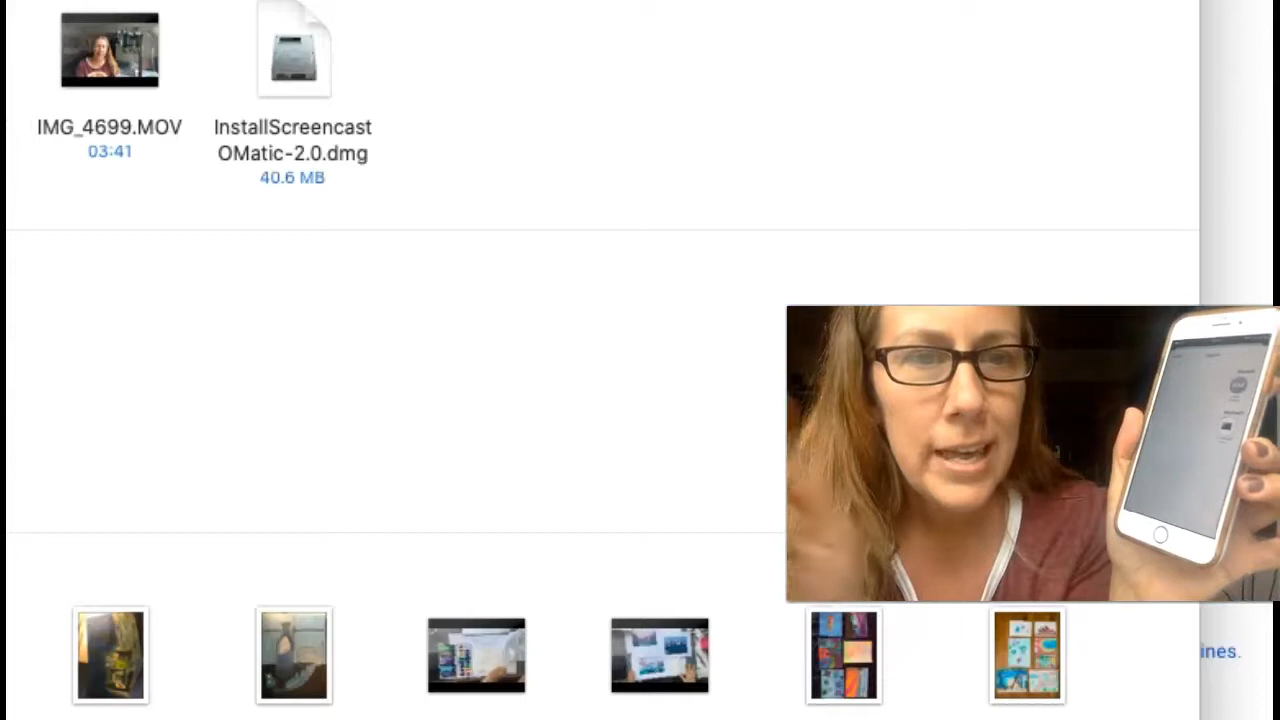 IMG_4699.MOV
03:41
InstallScreencast
OMatic-2.0.dmg
40.6 MB
ines.